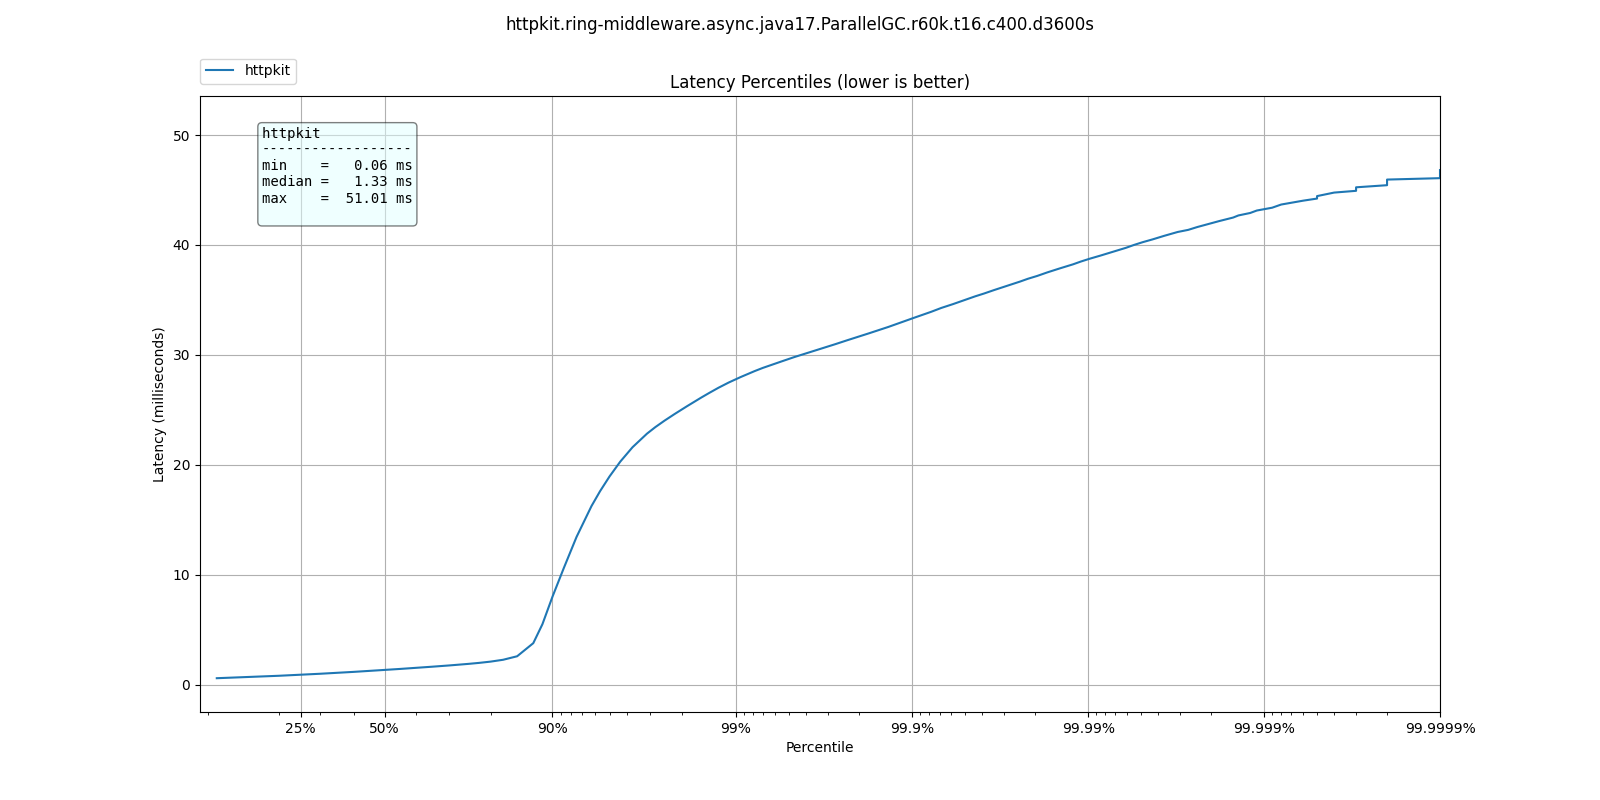 httpkit.ring-middleware.async.java17.ParallelGC.r60k.t16.c400.d3600s
httpkit
Latency Percentiles (lower is better)
httpkit
------------------
min    =   0.06 ms
median =   1.33 ms
max    =  51.01 ms
50
40
30
20
10
0
Latency (milliseconds)
25% 50% 90% 99% 99.9% 99.99% 99.999% 99.9999%
Percentile